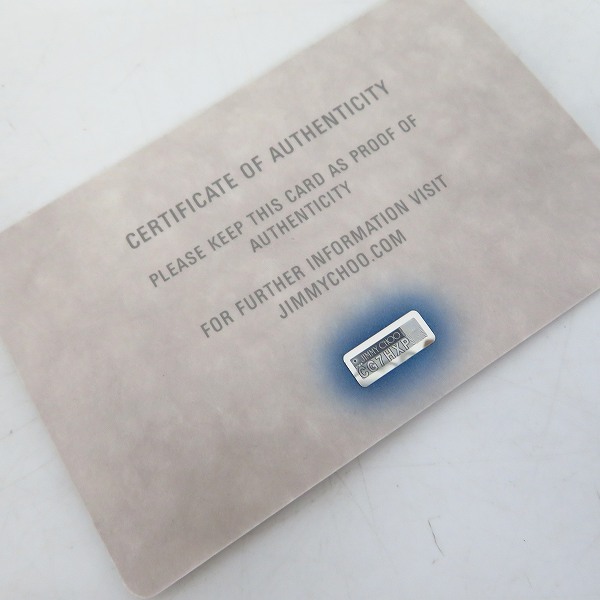 CERTIFICATE OF AUTHENTICITY
PLEASE KEEP THIS CARD AS PROOF OF
AUTHENTICITY
FOR FURTHER INFORMATION VISIT
JIMMYCHOO.COM
JIMMY CHOO
CG7HXP